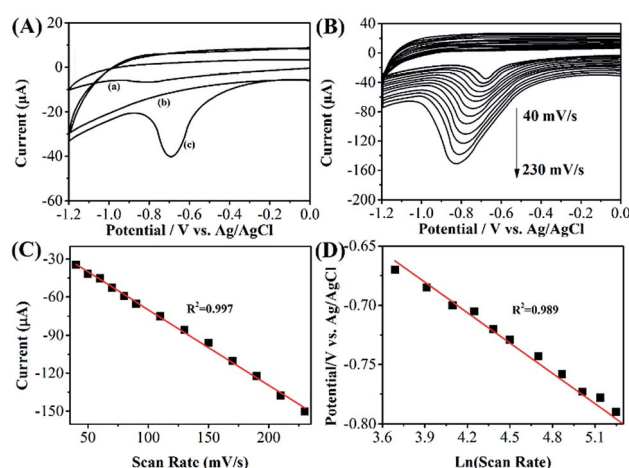 (A)
20
0
-20
-40
-60
Current (μA)
(a)
(b)
(c)
-1.2 -1.0 -0.8 -0.6 -0.4 -0.2 0.0
Potential / V vs. Ag/AgCl
(B)
40
0
-40
-80
-120
-160
-200
Current (μA)
40 mV/s
230 mV/s
-1.2 -1.0 -0.8 -0.6 -0.4 -0.2 0.0
Potential / V vs. Ag/AgCl
(C)
-30
-60
-90
-120
-150
Current (μA)
R²=0.997
50 100 150 200
Scan Rate (mV/s)
(D)
-0.65
-0.70
-0.75
-0.80
Potential/V vs. Ag/AgCl
R²=0.989
3.6 3.9 4.2 4.5 4.8 5.1
Ln(Scan Rate)